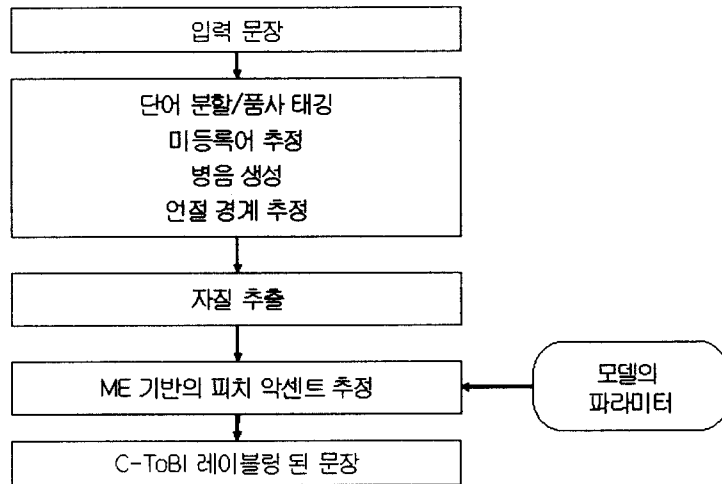 입력 문장
단어 분할/품사 태깅
미등록어 추정
병음 생성
언절 경계 추정
자질 추출
ME 기반의 피치 악센트 추정
모델의
파라미터
C-ToBI 레이블링 된 문장